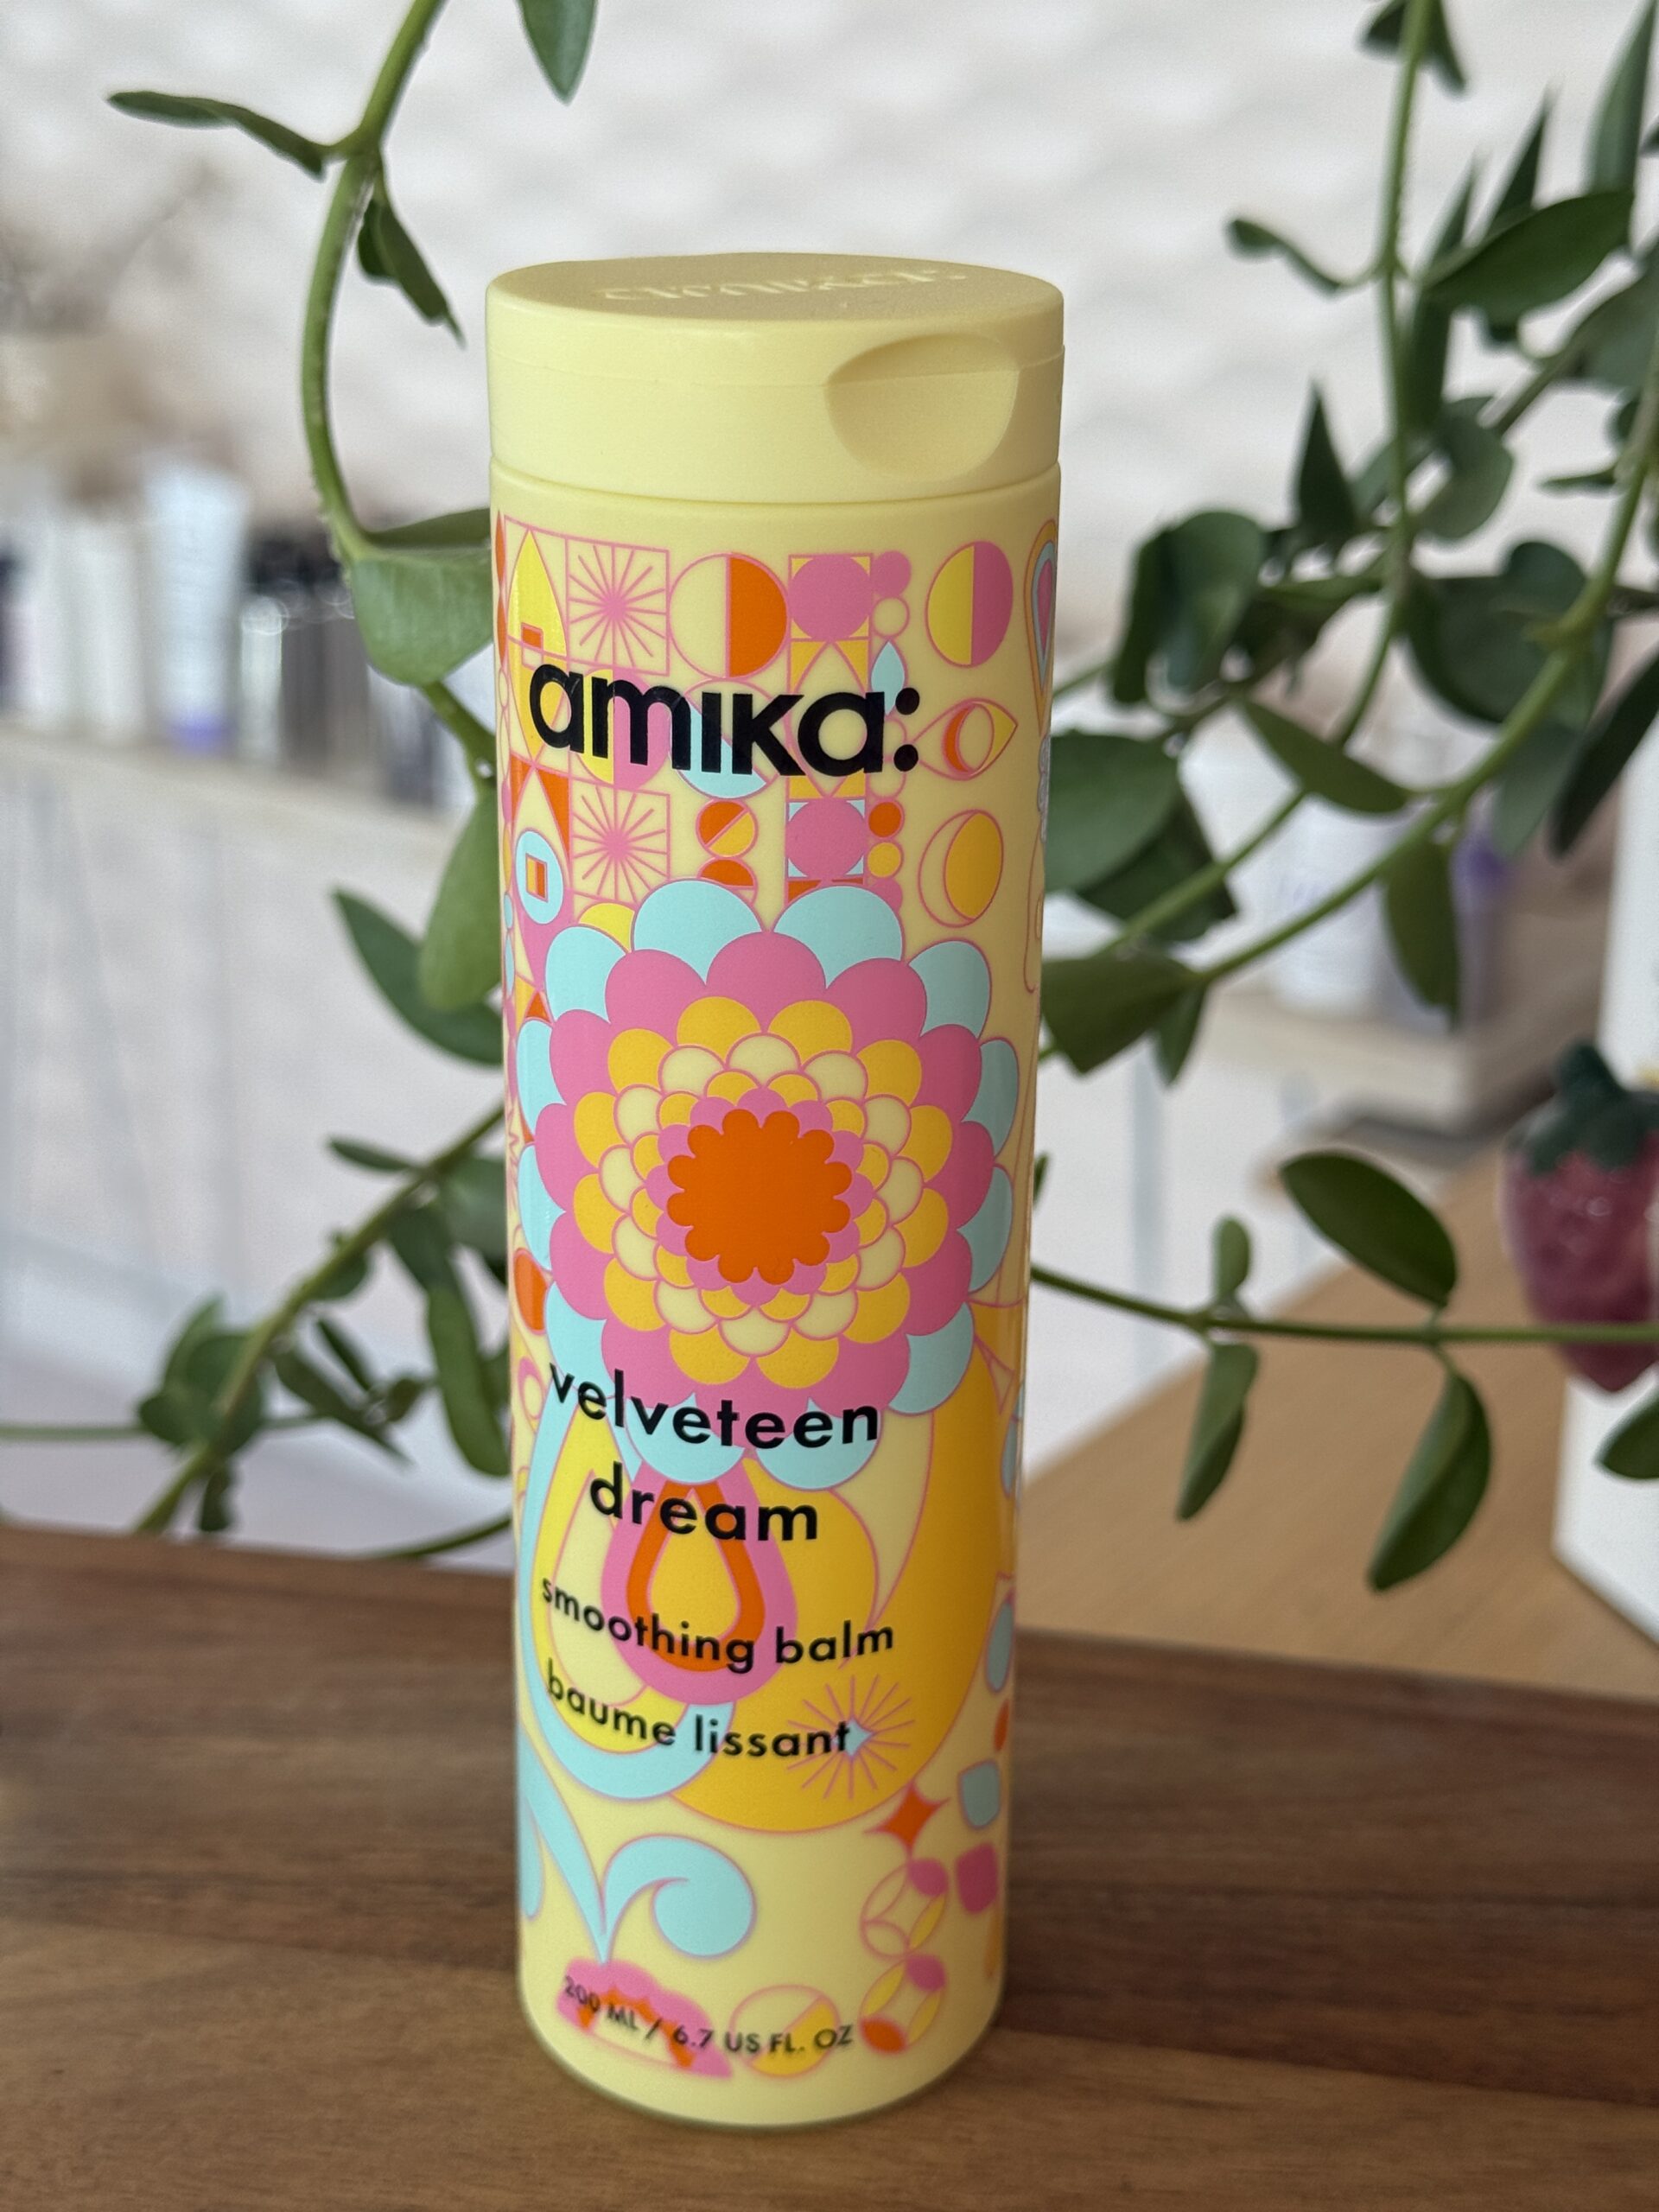 amika:
velveteen
dream
smoothing balm
baume lissant
200 ML / 6.7 US FL. OZ